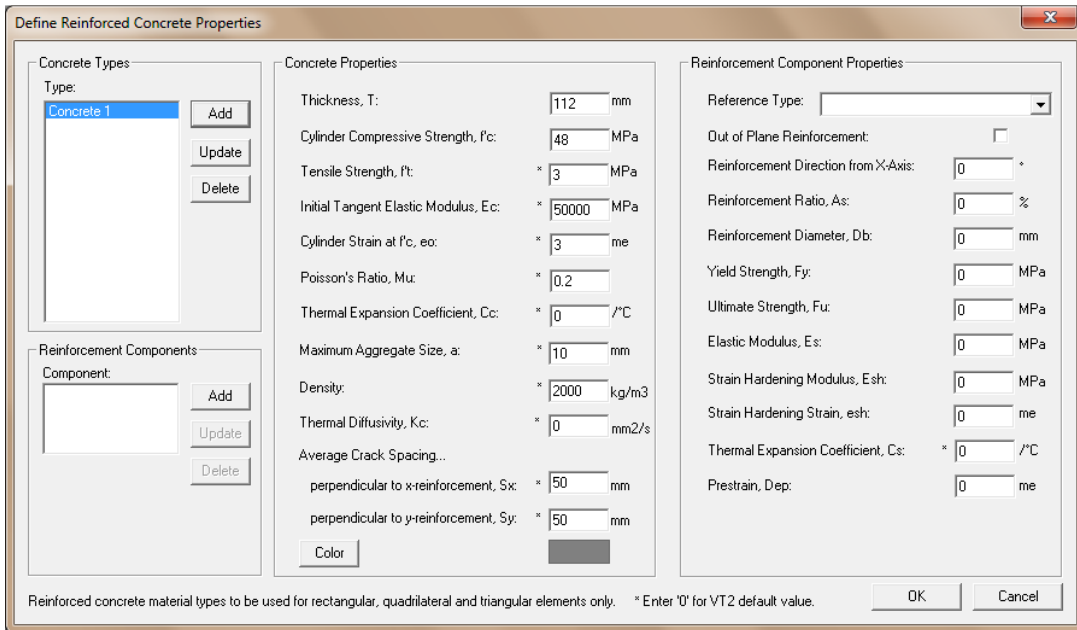 Define Reinforced Concrete Properties
x
Concrete Types
Type:
Concrete 1
Add
Update
Delete
Reinforcement Components
Component:
Add
Update
Delete
Concrete Properties
Thickness, T: 112 mm
Cylinder Compressive Strength, f'c: 48 MPa
Tensile Strength, f't: * 3 MPa
Initial Tangent Elastic Modulus, Ec: * 50000 MPa
Cylinder Strain at f'c, eo: * 3 me
Poisson's Ratio, Mu: * 0.2
Thermal Expansion Coefficient, Cc: * 0 /°C
Maximum Aggregate Size, a: * 10 mm
Density: * 2000 kg/m3
Thermal Diffusivity, Kc: * 0 mm2/s
Average Crack Spacing...
perpendicular to x-reinforcement, Sx: * 50 mm
perpendicular to y-reinforcement, Sy: * 50 mm
Color
Reinforcement Component Properties
Reference Type:
Out of Plane Reinforcement:
Reinforcement Direction from X-Axis: 0 °
Reinforcement Ratio, As: 0 %
Reinforcement Diameter, Db: 0 mm
Yield Strength, Fy: 0 MPa
Ultimate Strength, Fu: 0 MPa
Elastic Modulus, Es: 0 MPa
Strain Hardening Modulus, Esh: 0 MPa
Strain Hardening Strain, esh: 0 me
Thermal Expansion Coefficient, Cs: * 0 /°C
Prestrain, Dep: 0 me
Reinforced concrete material types to be used for rectangular, quadrilateral and triangular elements only. * Enter '0' for VT2 default value.
OK
Cancel